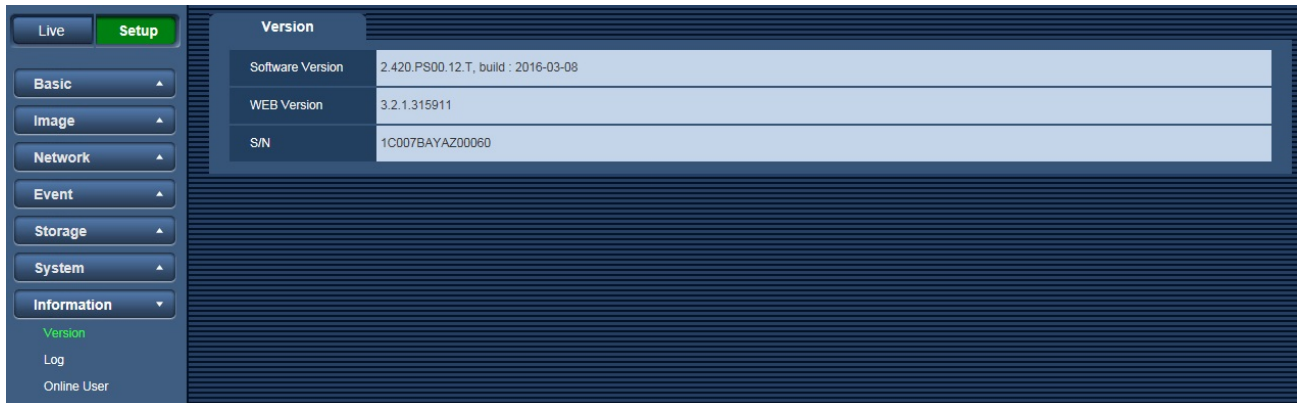 Live Setup
Basic
Image
Network
Event
Storage
System
Information
Version
Log
Online User
Version
Software Version 2.420.PS00.12.T, build : 2016-03-08
WEB Version 3.2.1.315911
S/N 1C007BAYAZ00060